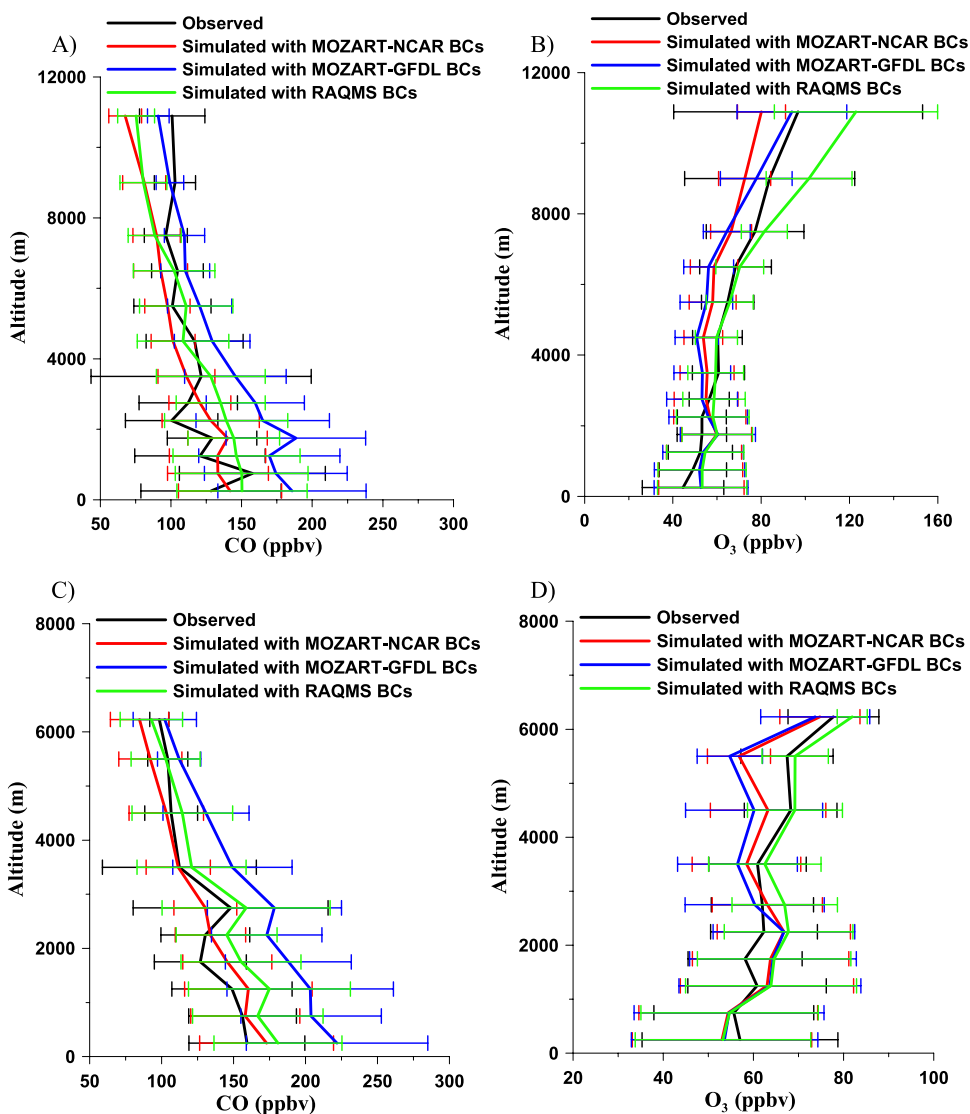 A)
Observed
Simulated with MOZART-NCAR BCs
Simulated with MOZART-GFDL BCs
Simulated with RAQMS BCs
12000
8000
4000
0
Altitude (m)
50 100 150 200 250 300
CO (ppbv)
B)
Observed
Simulated with MOZART-NCAR BCs
Simulated with MOZART-GFDL BCs
Simulated with RAQMS BCs
12000
8000
4000
0
Altitude (m)
0 40 80 120 160
O₃ (ppbv)
C)
Observed
Simulated with MOZART-NCAR BCs
Simulated with MOZART-GFDL BCs
Simulated with RAQMS BCs
8000
6000
4000
2000
0
Altitude (m)
50 100 150 200 250 300
CO (ppbv)
D)
Observed
Simulated with MOZART-NCAR BCs
Simulated with MOZART-GFDL BCs
Simulated with RAQMS BCs
8000
6000
4000
2000
0
Altitude (m)
20 40 60 80 100
O₃ (ppbv)